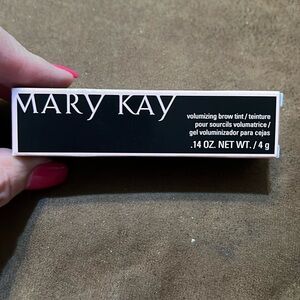 MARY KAY
volumizing brow tint / teinture
pour sourcils volumatrice /
gel voluminizador para cejas
.14 OZ. NET WT. / 4 g